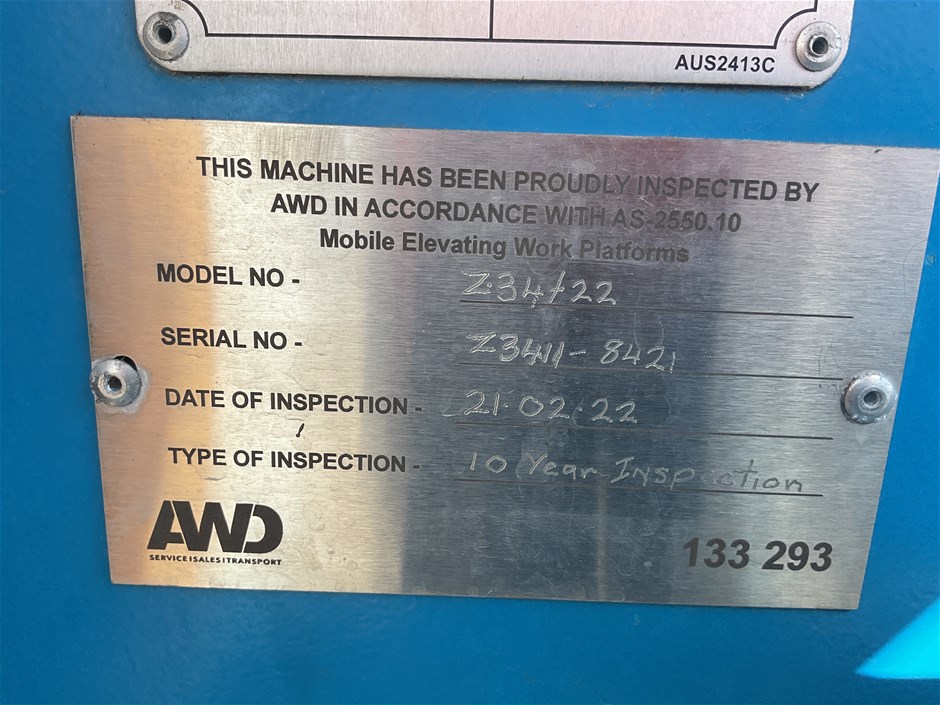 AUS2413C
THIS MACHINE HAS BEEN PROUDLY INSPECTED BY
AWD IN ACCORDANCE WITH AS-2550.10
Mobile Elevating Work Platforms
MODEL NO - Z.34/22
SERIAL NO - Z3411-8421
DATE OF INSPECTION - 21.02.22
TYPE OF INSPECTION - 10 Year Inspection
AWD
SERVICE|SALES|TRANSPORT
133 293